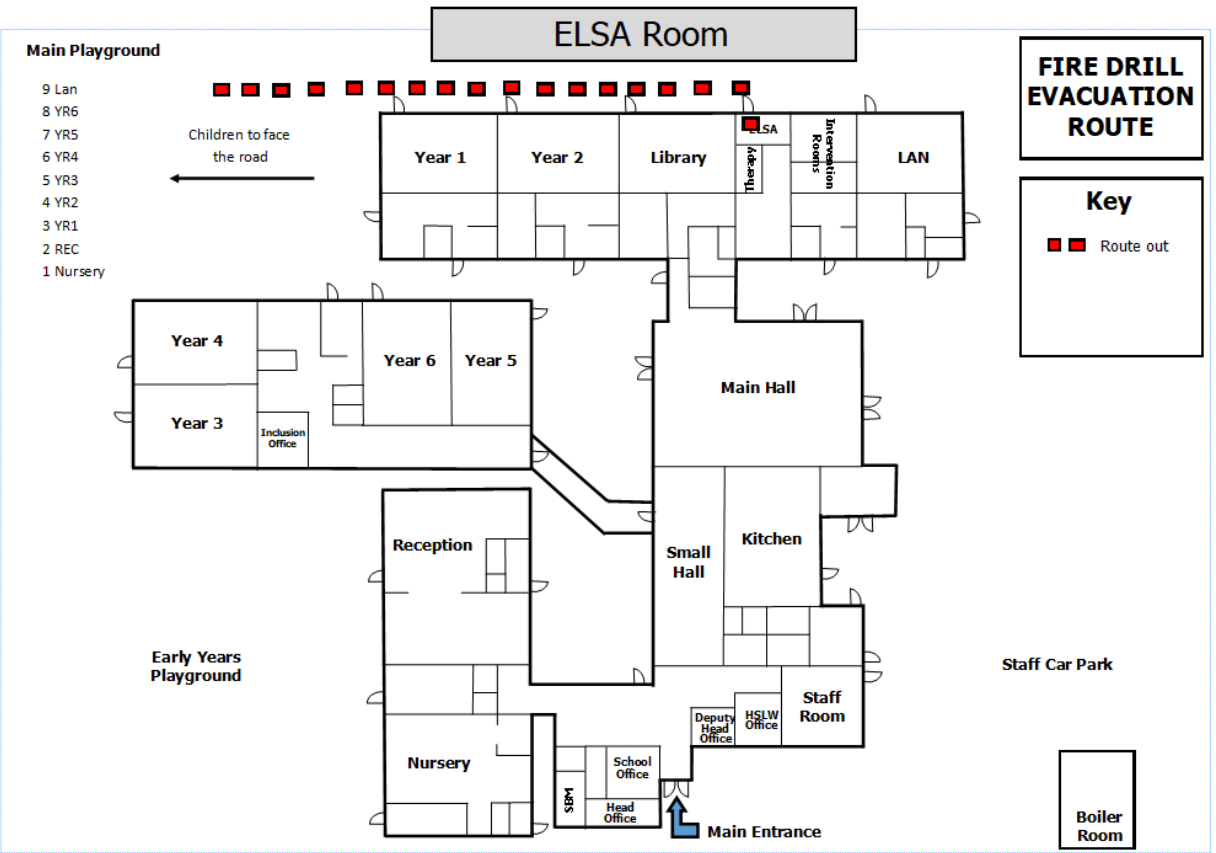 ELSA Room
Main Playground
9 Lan
8 YR6
7 YR5
6 YR4
5 YR3
4 YR2
3 YR1
2 REC
1 Nursery
Children to face
the road
FIRE DRILL
EVACUATION
ROUTE
Key
Route out
Year 1
Year 2
Library
ELSA
Therapy
Intervention
Rooms
LAN
Year 4
Year 3
Inclusion
Office
Year 6
Year 5
Main Hall
Reception
Small
Hall
Kitchen
Early Years
Playground
Staff Car Park
Nursery
SBM
School
Office
Head
Office
Deputy
Head
Office
HSLW
Office
Staff
Room
Main Entrance
Boiler
Room